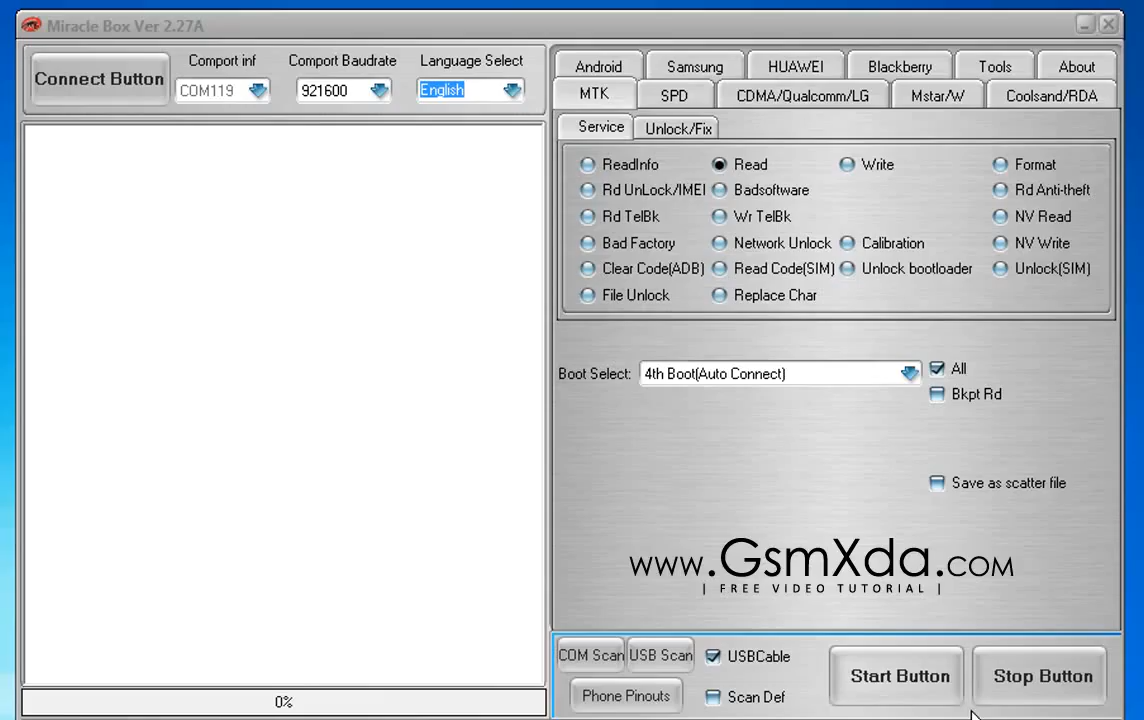 Miracle Box Ver 2.27A
Connect Button
Comport inf
Comport Baudrate
Language Select
COM119
921600
English
Android
Samsung
HUAWEI
Blackberry
Tools
About
MTK
SPD
CDMA/Qualcomm/LG
Mstar/W
Coolsand/RDA
Service
Unlock/Fix
ReadInfo
Read
Write
Format
Rd UnLock/IMEI
Badsoftware
Rd Anti-theft
Rd TelBk
Wr TelBk
NV Read
Bad Factory
Network Unlock
Calibration
NV Write
Clear Code(ADB)
Read Code(SIM)
Unlock bootloader
Unlock(SIM)
File Unlock
Replace Char
Boot Select:
4th Boot(Auto Connect)
All
Bkpt Rd
Save as scatter file
www.GsmXda.com
| FREE VIDEO TUTORIAL |
COM Scan
USB Scan
USBCable
Start Button
Stop Button
Phone Pinouts
Scan Def
0%